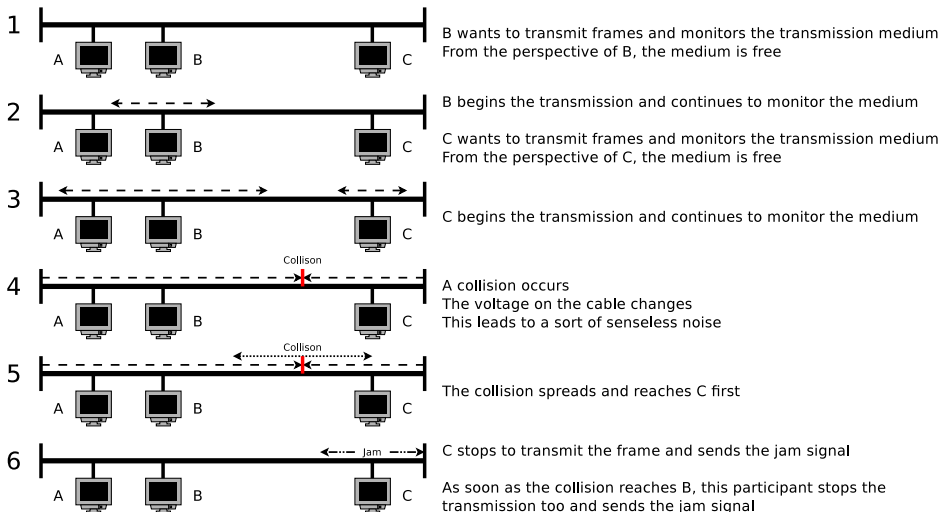 1
A
B
C
B wants to transmit frames and monitors the transmission medium
From the perspective of B, the medium is free
2
A
B
C
B begins the transmission and continues to monitor the medium
C wants to transmit frames and monitors the transmission medium
From the perspective of C, the medium is free
3
A
B
C
C begins the transmission and continues to monitor the medium
Collison
4
A
B
C
A collision occurs
The voltage on the cable changes
This leads to a sort of senseless noise
Collison
5
A
B
C
The collision spreads and reaches C first
6
Jam
A
B
C
C stops to transmit the frame and sends the jam signal
As soon as the collision reaches B, this participant stops the
transmission too and sends the jam signal